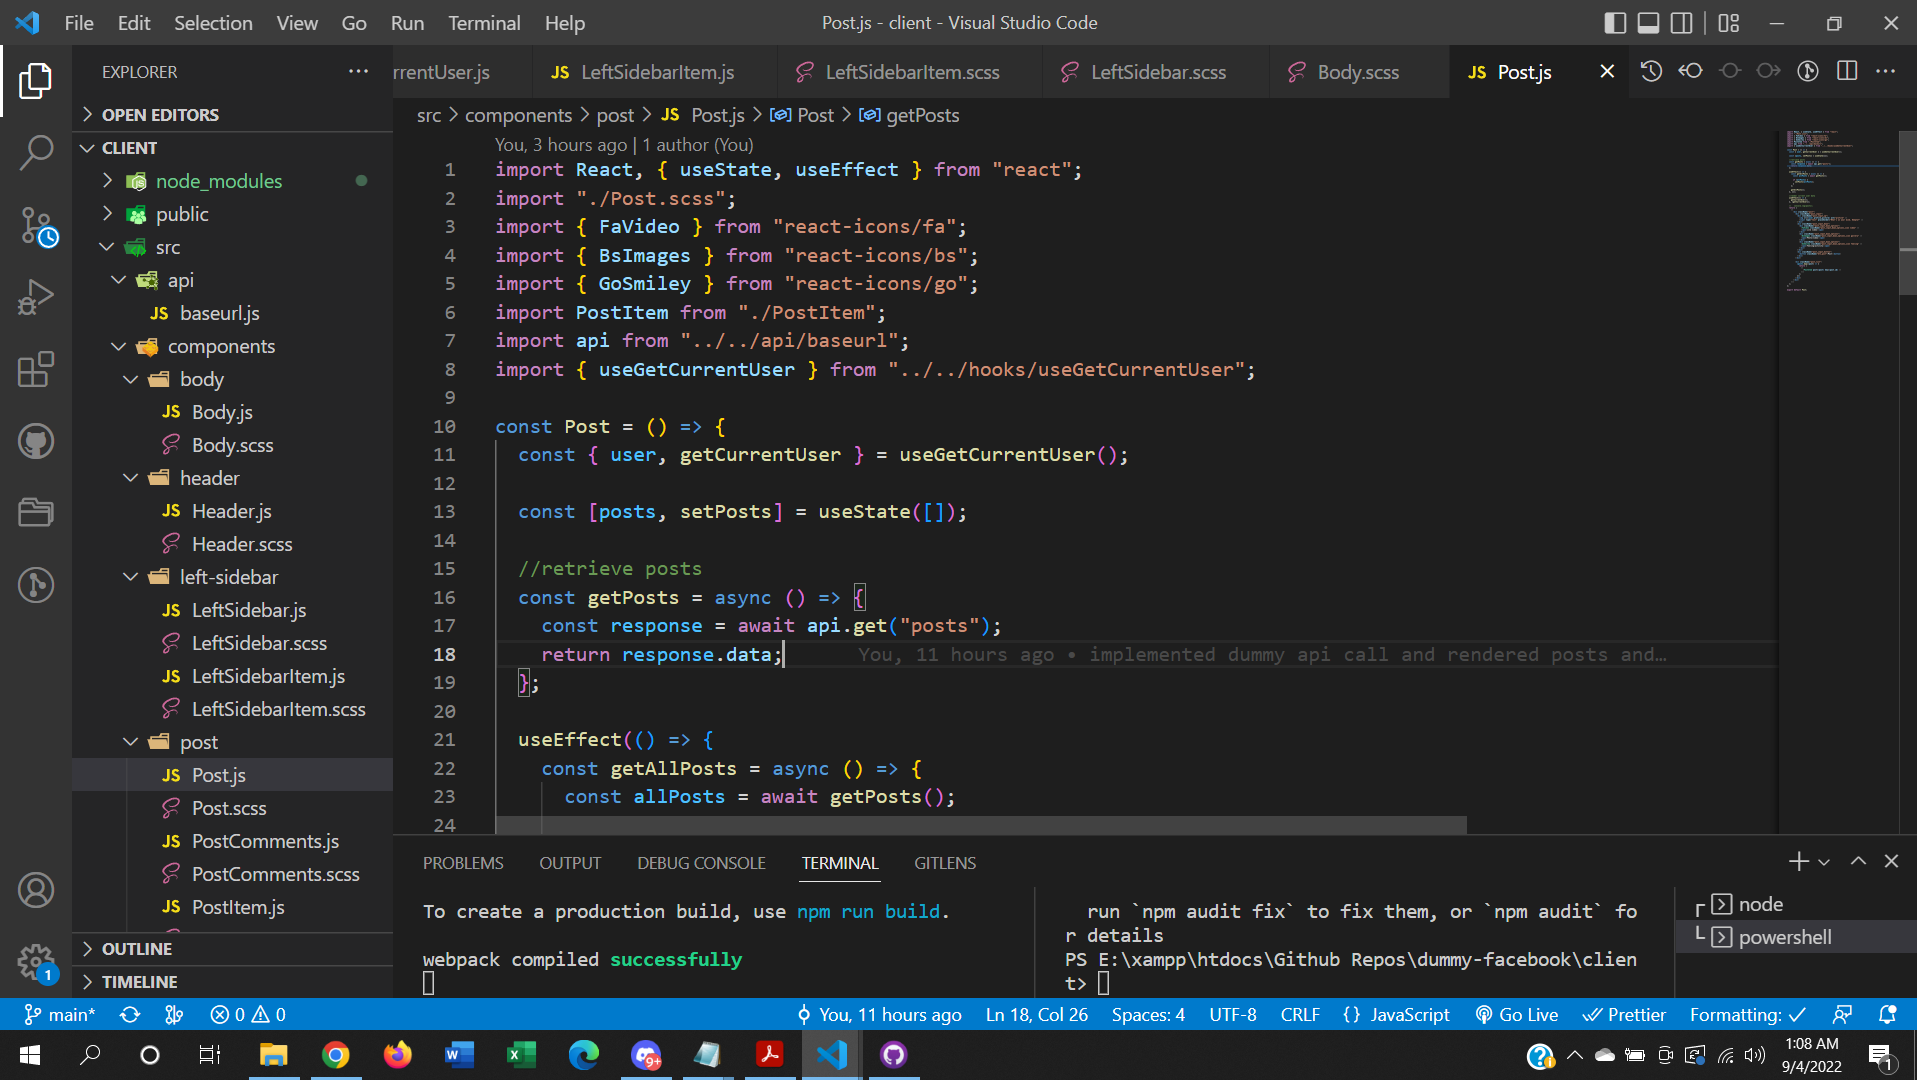 File Edit Selection View Go Run Terminal Help
Post.js - client - Visual Studio Code
EXPLORER
OPEN EDITORS
CLIENT
node_modules
public
src
api
JS baseurl.js
components
body
JS Body.js
Body.scss
header
JS Header.js
Header.scss
left-sidebar
JS LeftSidebar.js
LeftSidebar.scss
JS LeftSidebarItem.js
LeftSidebarItem.scss
post
JS Post.js
Post.scss
JS PostComments.js
PostComments.scss
JS PostItem.js
OUTLINE
TIMELINE
1
rrentUser.js JS LeftSidebarItem.js LeftSidebarItem.scss LeftSidebar.scss Body.scss JS Post.js
src > components > post > JS Post.js > Post > getPosts
You, 3 hours ago | 1 author (You)
1 import React, { useState, useEffect } from "react";
2 import "./Post.scss";
3 import { FaVideo } from "react-icons/fa";
4 import { BsImages } from "react-icons/bs";
5 import { GoSmiley } from "react-icons/go";
6 import PostItem from "./PostItem";
7 import api from "../../api/baseurl";
8 import { useGetCurrentUser } from "../../hooks/useGetCurrentUser";
9
10 const Post = () => {
11 const { user, getCurrentUser } = useGetCurrentUser();
12
13 const [posts, setPosts] = useState([]);
14
15 //retrieve posts
16 const getPosts = async () => {
17 const response = await api.get("posts");
18 return response.data; You, 11 hours ago • implemented dummy api call and rendered posts and…
19 };
20
21 useEffect(() => {
22 const getAllPosts = async () => {
23 const allPosts = await getPosts();
24
PROBLEMS OUTPUT DEBUG CONSOLE TERMINAL GITLENS
To create a production build, use npm run build.
webpack compiled successfully
run `npm audit fix` to fix them, or `npm audit` fo
r details
PS E:\xampp\htdocs\Github Repos\dummy-facebook\clien
t>
node
powershell
main* 0 0 You, 11 hours ago Ln 18, Col 26 Spaces: 4 UTF-8 CRLF {} JavaScript Go Live Prettier Formatting: ✓
9+
1:08 AM
9/4/2022
1